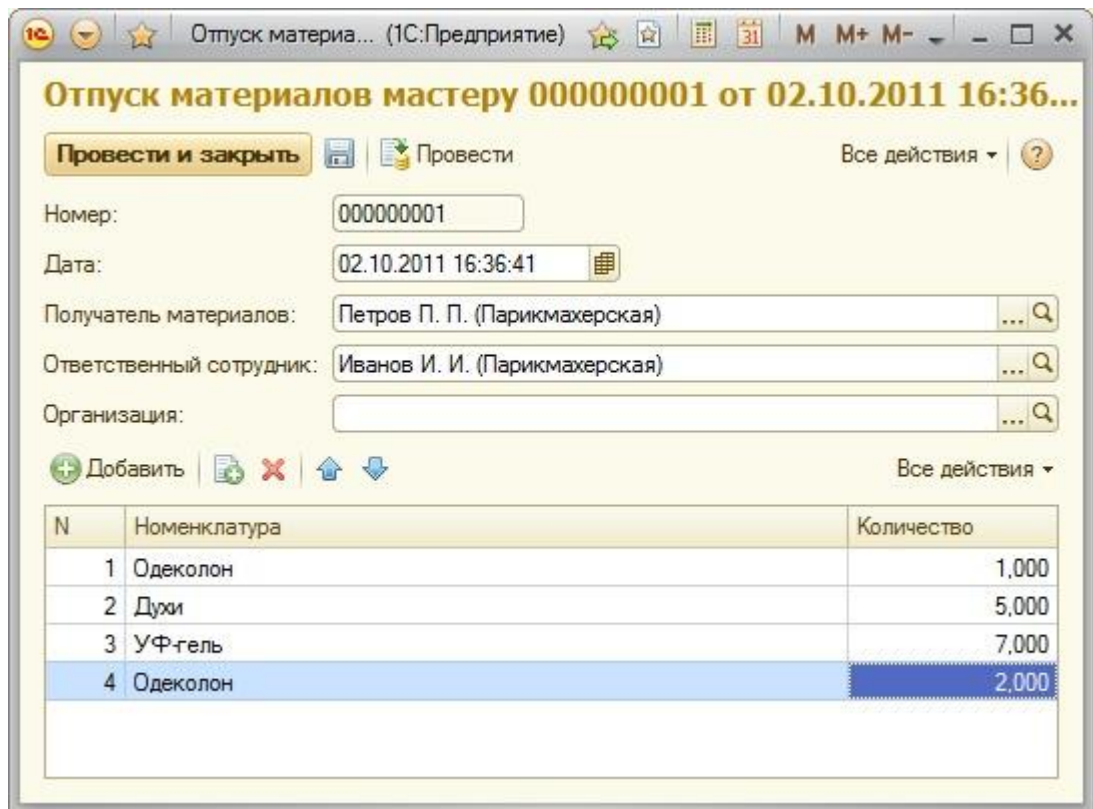 1С Отпуск материа... (1С:Предприятие) 31 M M+ M-
Отпуск материалов мастеру 000000001 от 02.10.2011 16:36...
Провести и закрыть Провести Все действия ?
Номер: 000000001
Дата: 02.10.2011 16:36:41
Получатель материалов: Петров П. П. (Парикмахерская) ...
Ответственный сотрудник: Иванов И. И. (Парикмахерская) ...
Организация: ...
Добавить Все действия
N Номенклатура Количество
1 Одеколон 1,000
2 Духи 5,000
3 УФ-гель 7,000
4 Одеколон 2,000